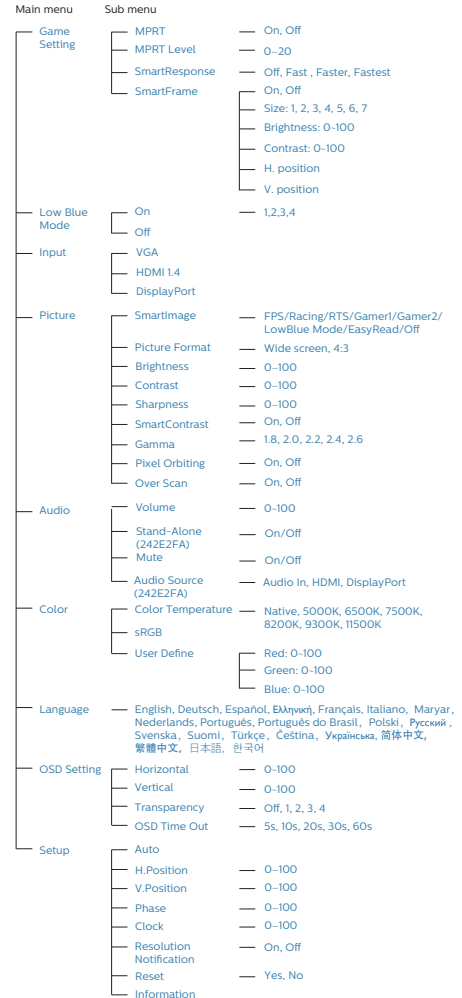 Main menu Sub menu
Game Setting MPRT On, Off
MPRT Level 0~20
SmartResponse Off, Fast , Faster, Fastest
SmartFrame On, Off
Size: 1, 2, 3, 4, 5, 6, 7
Brightness: 0~100
Contrast: 0~100
H. position
V. position
Low Blue Mode On 1,2,3,4
Off
Input VGA
HDMI 1.4
DisplayPort
Picture SmartImage FPS/Racing/RTS/Gamer1/Gamer2/
LowBlue Mode/EasyRead/Off
Picture Format Wide screen, 4:3
Brightness 0~100
Contrast 0~100
Sharpness 0~100
SmartContrast On, Off
Gamma 1.8, 2.0, 2.2, 2.4, 2.6
Pixel Orbiting On, Off
Over Scan On, Off
Audio Volume 0~100
Stand-Alone
(242E2FA) On/Off
Mute On/Off
Audio Source
(242E2FA) Audio In, HDMI, DisplayPort
Color Color Temperature Native, 5000K, 6500K, 7500K,
8200K, 9300K, 11500K
sRGB
User Define Red: 0~100
Green: 0~100
Blue: 0~100
Language English, Deutsch, Español, Ελληνική, Français, Italiano, Maryar,
Nederlands, Português, Português do Brasil, Polski, Русский ,
Svenska, Suomi, Türkçe, Čeština, Українська, 简体中文,
繁體中文, 日本語, 한국어
OSD Setting Horizontal 0~100
Vertical 0~100
Transparency Off, 1, 2, 3, 4
OSD Time Out 5s, 10s, 20s, 30s, 60s
Setup Auto
H.Position 0~100
V.Position 0~100
Phase 0~100
Clock 0~100
Resolution
Notification On, Off
Reset Yes, No
Information